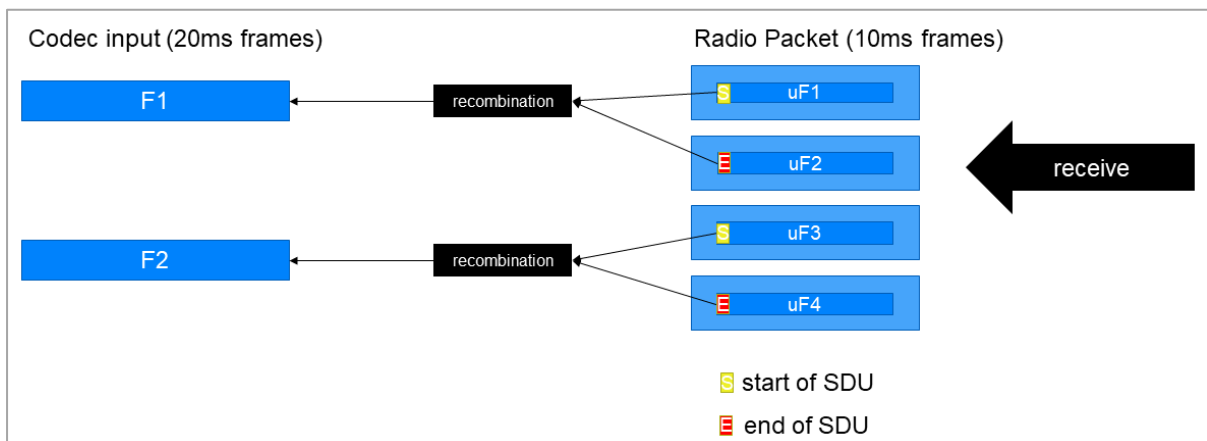 Codec input (20ms frames)
Radio Packet (10ms frames)
F1
recombination
S
uF1
E
uF2
receive
F2
recombination
S
uF3
E
uF4
S start of SDU
E end of SDU